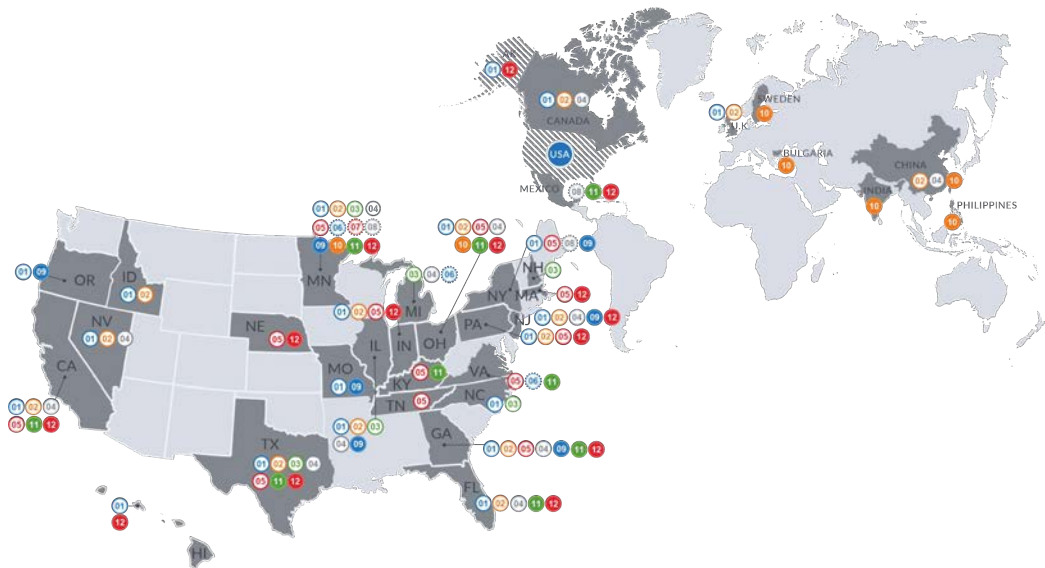 AK
01 12
01 02 04
CANADA
USA
MEXICO
08 11 12
01 02
U.K.
SWEDEN
10
BULGARIA
10
CHINA
02 04 10
INDIA
10
PHILIPPINES
10
01 02 03 04
05 06 07 08
09 10 11 12
MN
01 02 05 04
10 11 12
01 05 08 09
03 04 06
MI
NH
03
NY
MA
05 12
NJ
01 02 04 09 12
PA
01 02 05 12
01 09
OR
ID
01 02
NV
01 02 04
NE
05 12
01 02 05 12
IL
IN
OH
MO
01 09
KY
05 11
VA
05 06 11
TN
05
NC
01 03
CA
01 02 04
05 11 12
01 02 03
04 09
GA
01 02 05 04 09 11 12
TX
01 02 03 04
05 11 12
FL
01 02 04 11 12
01
12
HI